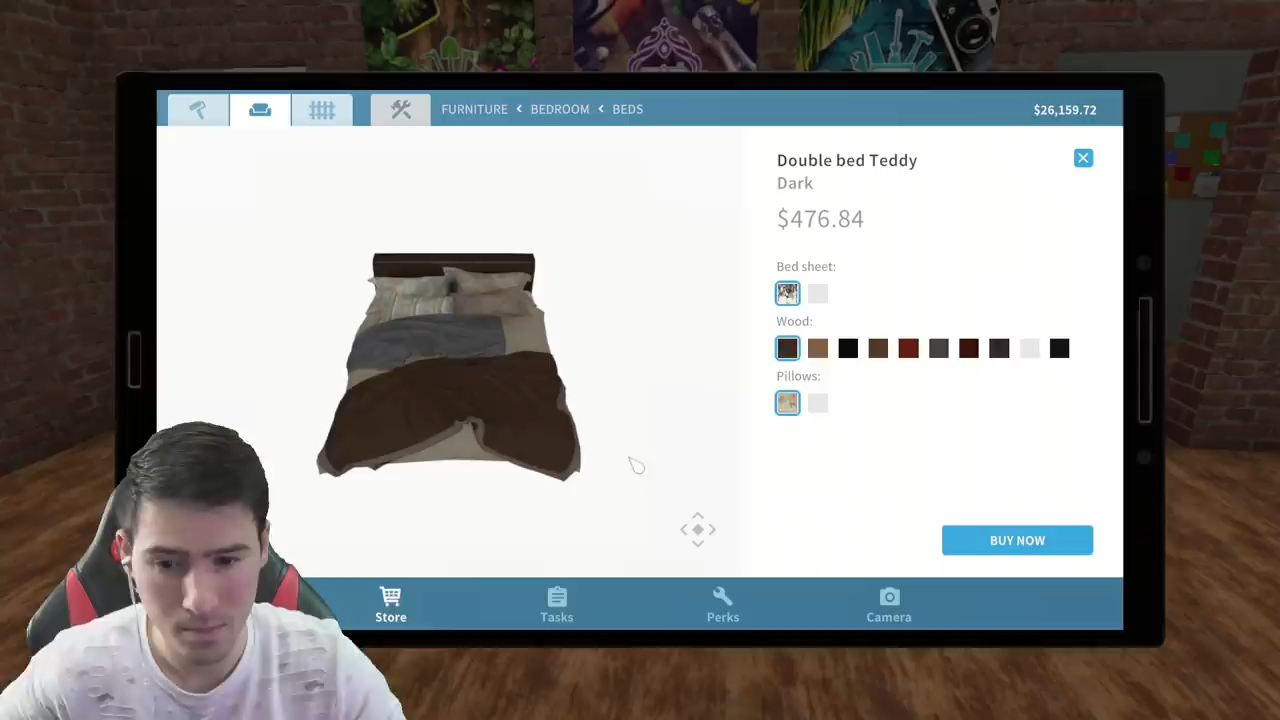 FURNITURE < BEDROOM < BEDS
$26,159.72
Double bed Teddy
Dark
$476.84
Bed sheet:
Wood:
Pillows:
BUY NOW
Store
Tasks
Perks
Camera